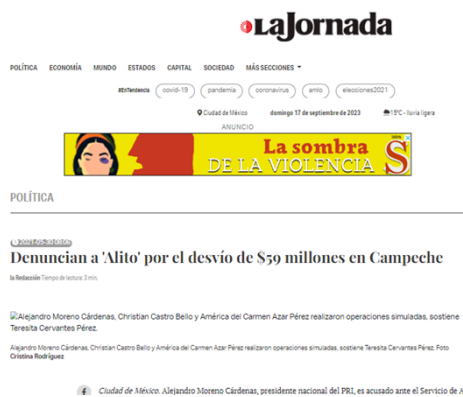 La Jornada
POLÍTICA ECONOMÍA MUNDO ESTADOS CAPITAL SOCIEDAD MÁS SECCIONES
#EnTendencia covid-19 pandemia coronavirus amlo elecciones2021
Ciudad de México domingo 17 de septiembre de 2023 15°C - lluvia ligera
ANUNCIO
La sombra
DE LA VIOLENCIA S
POLÍTICA
2021-05-30 08:06
Denuncian a 'Alito' por el desvío de $59 millones en Campeche
la Redacción Tiempo de lectura: 3 min.
Alejandro Moreno Cárdenas, Christian Castro Bello y América del Carmen Azar Pérez realizaron operaciones simuladas, sostiene
Teresita Cervantes Pérez.
Alejandro Moreno Cárdenas, Christian Castro Bello y América del Carmen Azar Pérez realizaron operaciones simuladas, sostiene Teresita Cervantes Pérez. Foto
Cristina Rodríguez
Ciudad de México. Alejandro Moreno Cárdenas, presidente nacional del PRI, es acusado ante el Servicio de